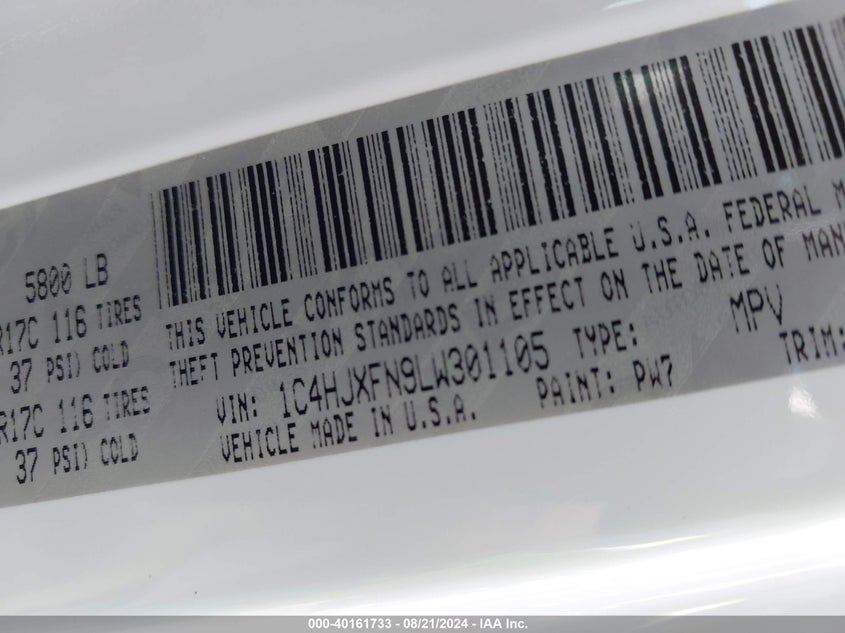 5800 LB
R17C 116 TIRES
37 PSI) COLD
R17C 116 TIRES
37 PSI) COLD
THIS VEHICLE CONFORMS TO ALL APPLICABLE U.S.A. FEDERAL M
THEFT PREVENTION STANDARDS IN EFFECT ON THE DATE OF MAN
VIN: 1C4HJXFN9LW301105 TYPE: MPV
VEHICLE MADE IN U.S.A. PAINT: PW7 TRIM:
000-40161733 - 08/21/2024 - IAA Inc.